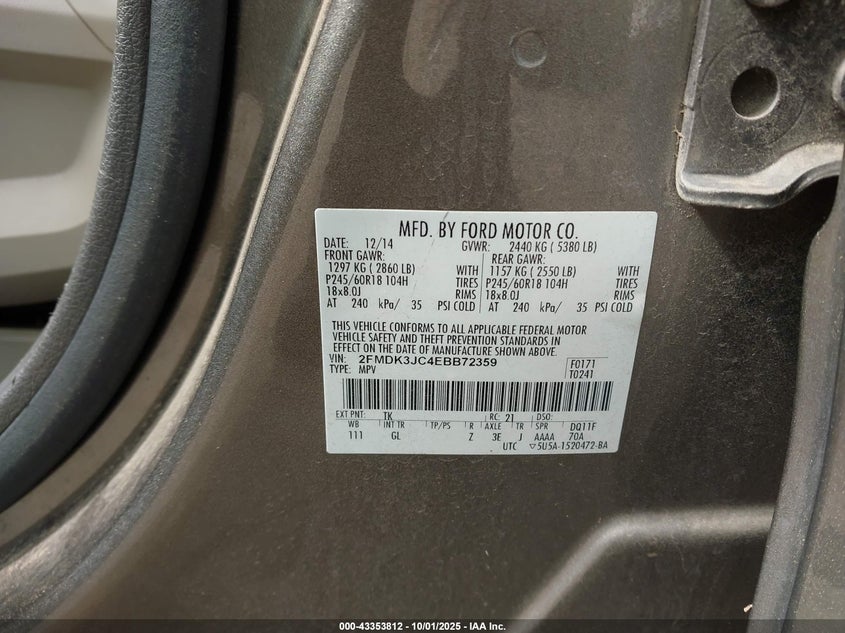 MFD. BY FORD MOTOR CO.
DATE: 12/14 GVWR: 2440 KG ( 5380 LB)
FRONT GAWR: REAR GAWR:
1297 KG ( 2860 LB) WITH 1157 KG ( 2550 LB) WITH
P245/60R18 104H TIRES P245/60R18 104H TIRES
18x8.0J RIMS 18x8.0J RIMS
AT 240 kPa/ 35 PSI COLD AT 240 kPa/ 35 PSI COLD
THIS VEHICLE CONFORMS TO ALL APPLICABLE FEDERAL MOTOR
VEHICLE SAFETY AND THEFT PREVENTION STANDARDS IN
EFFECT ON THE DATE OF MANUFACTURE SHOWN ABOVE.
VIN: 2FMDK3JC4EBB72359 F0171
TYPE: MPV T0241
EXT PNT: TK RC: 21 DSO:
WB INT TR TP/PS R AXLE TR SPR DQ11F
111 GL Z 3E J AAAA 70A
UTC ▽5U5A-1520472-BA
000-43353812 - 10/01/2025 - IAA Inc.